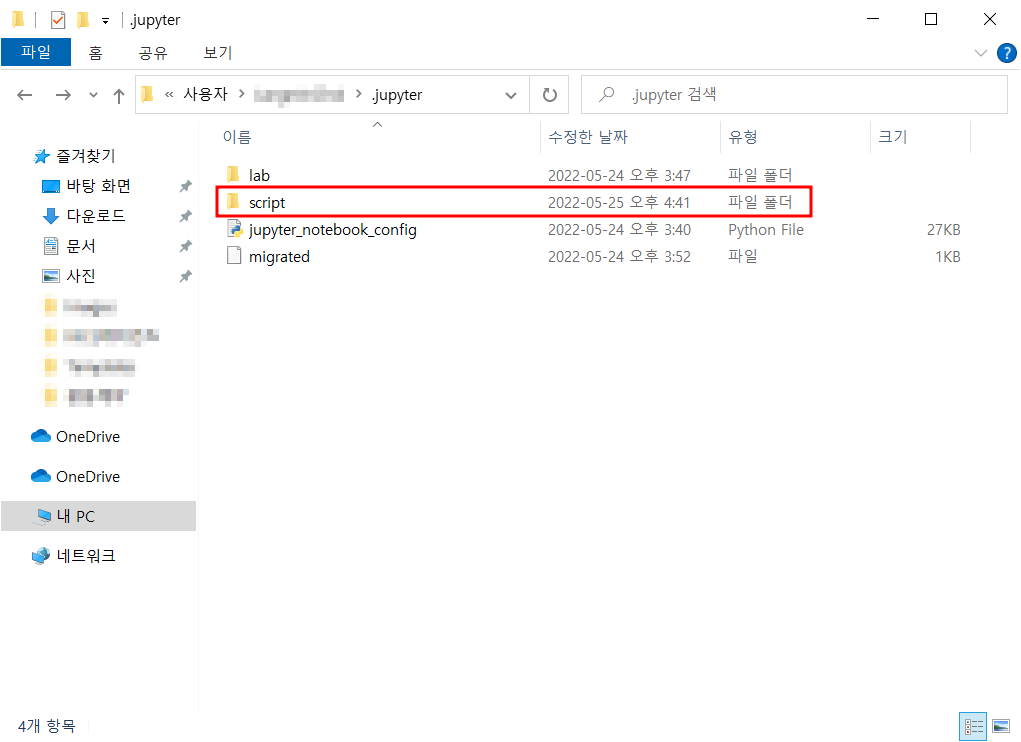 .jupyter
파일 홈 공유 보기
« 사용자 > > .jupyter
.jupyter 검색
이름 수정한 날짜 유형 크기
즐겨찾기
바탕 화면
다운로드
문서
사진
OneDrive
OneDrive
내 PC
네트워크
lab 2022-05-24 오후 3:47 파일 폴더
script 2022-05-25 오후 4:41 파일 폴더
jupyter_notebook_config 2022-05-24 오후 3:40 Python File 27KB
migrated 2022-05-24 오후 3:52 파일 1KB
4개 항목